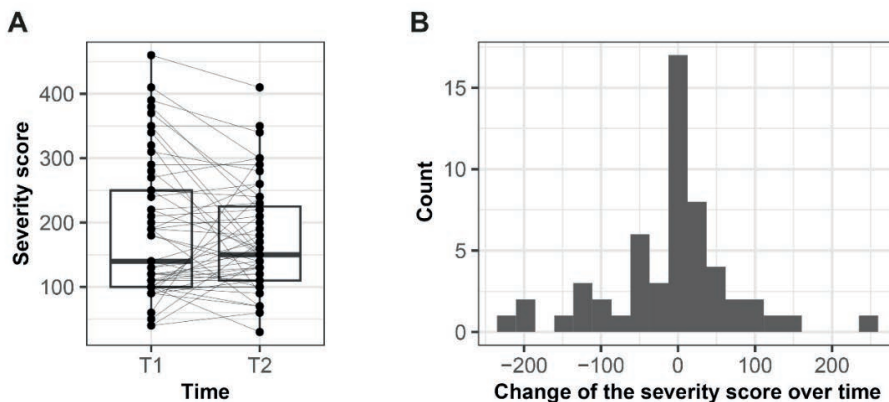 A
Severity score
400
300
200
100
T1 T2
Time
B
Count
15
10
5
0
−200 −100 0 100 200
Change of the severity score over time